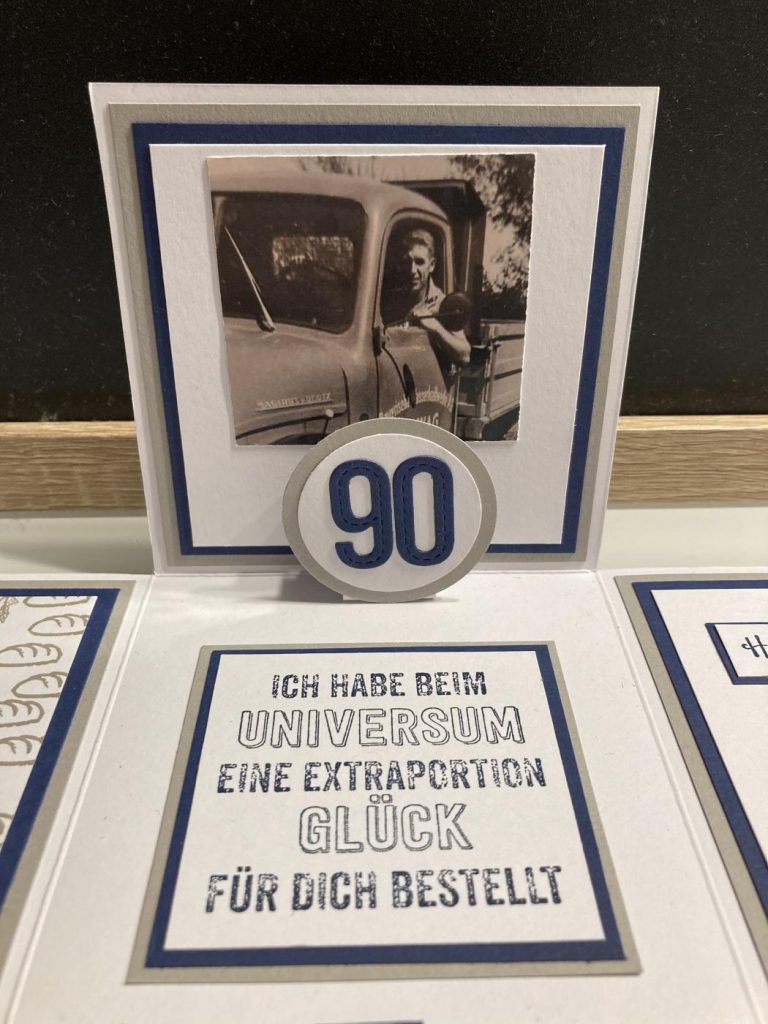 90
ICH HABE BEIM
UNIVERSUM
EINE EXTRAPORTION
GLÜCK
FÜR DICH BESTELLT